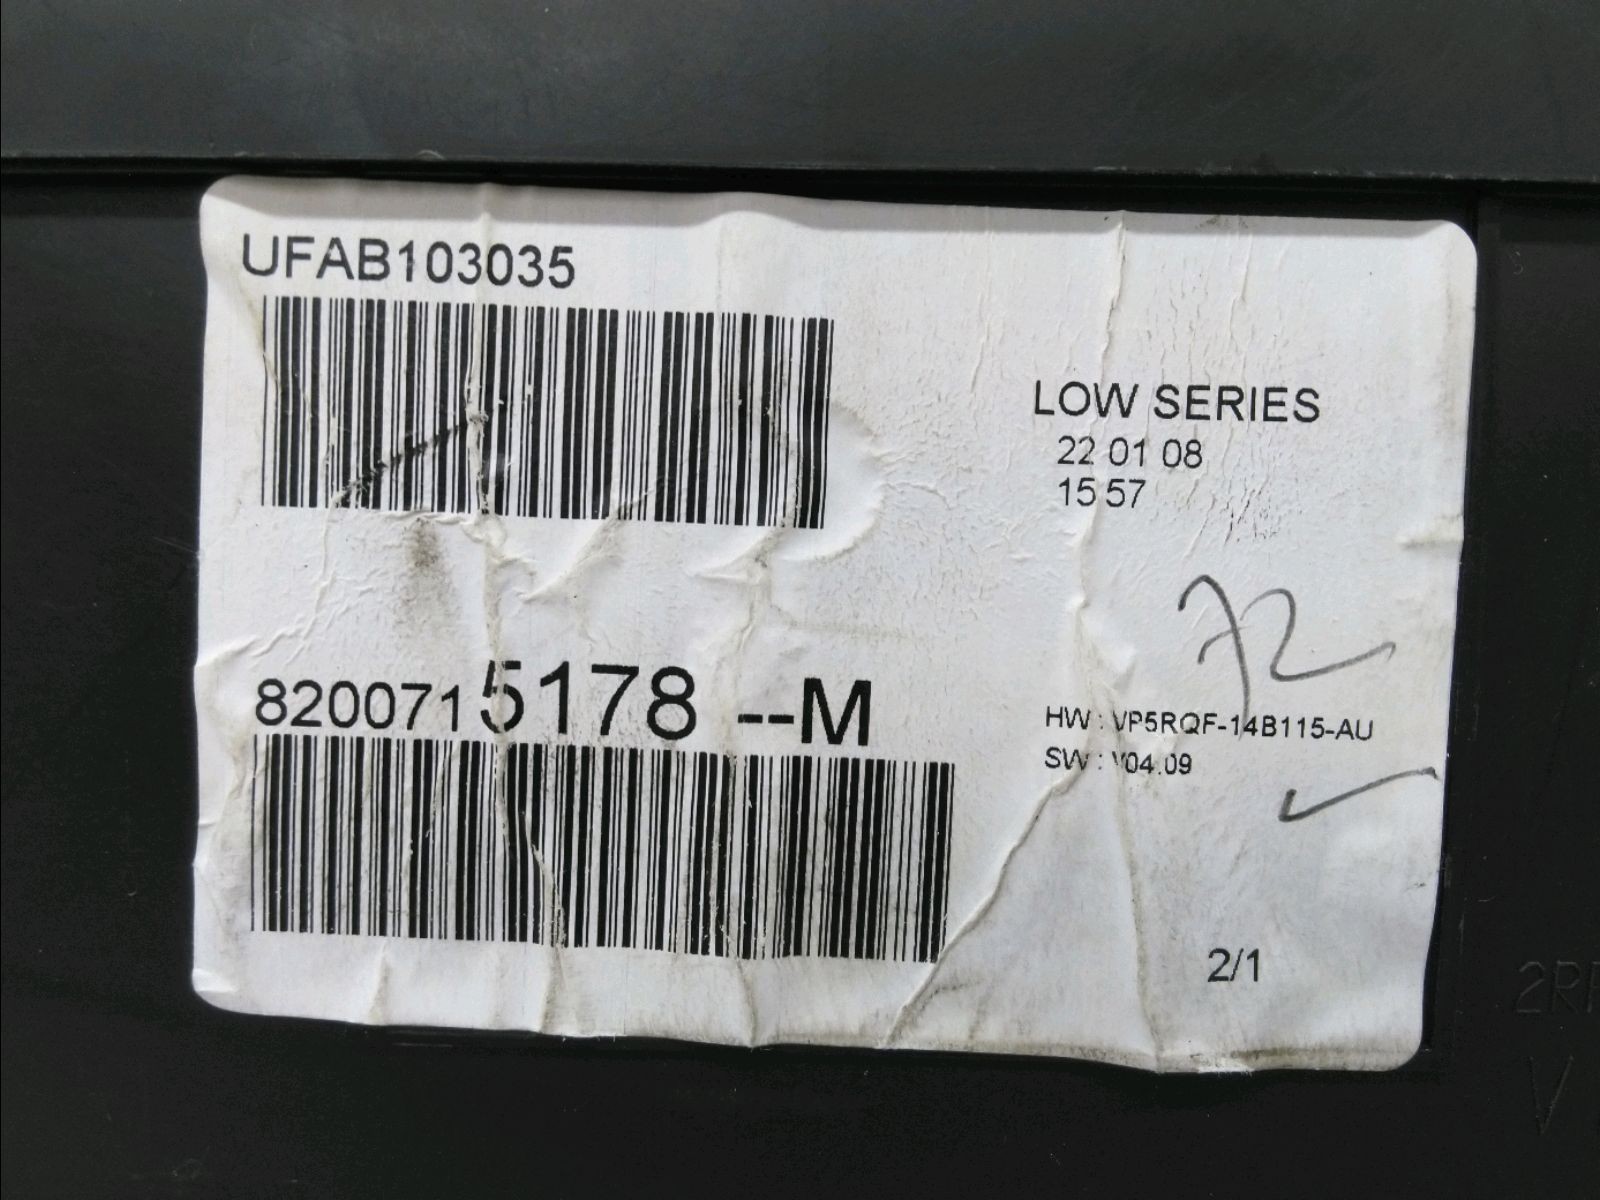 UFAB103035
LOW SERIES
22 01 08
15 57
72
8200715178 --M
HW : VP5RQF-14B115-AU
SW : V04.09
2/1